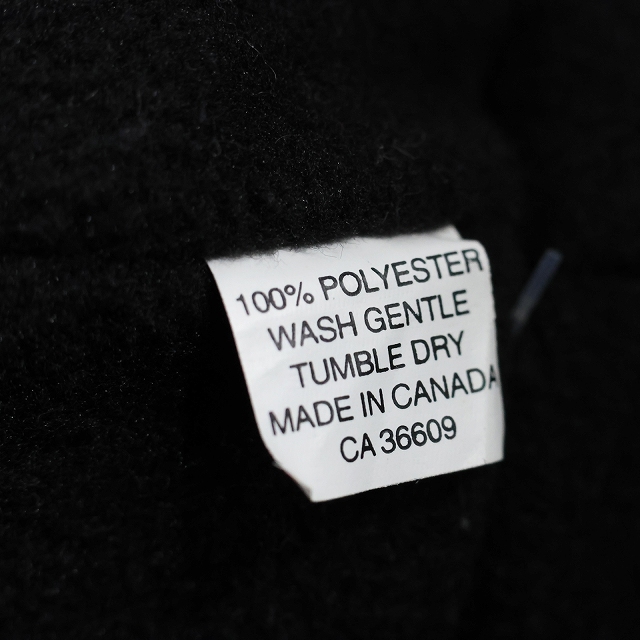 100% POLYESTER
WASH GENTLE
TUMBLE DRY
MADE IN CANADA
CA 36609